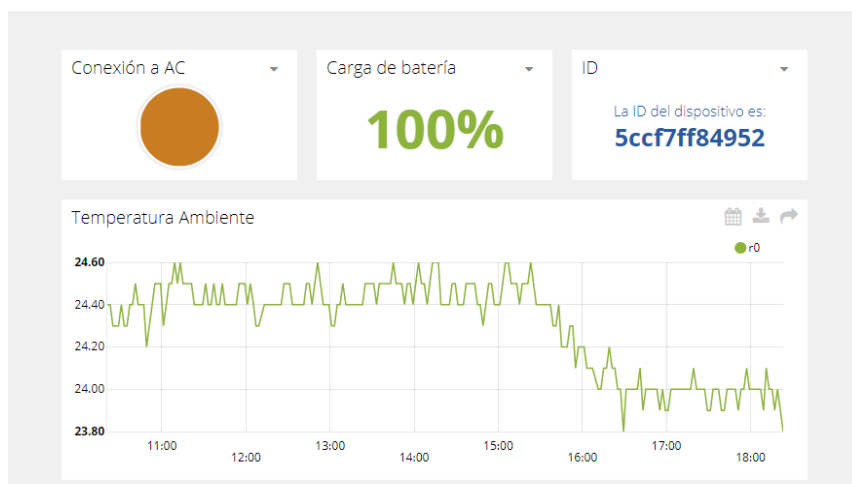 Conexión a AC
Carga de batería
100%
ID
La ID del dispositivo es:
5ccf7ff84952
Temperatura Ambiente
r0
24.60
24.40
24.20
24.00
23.80
11:00
12:00
13:00
14:00
15:00
16:00
17:00
18:00